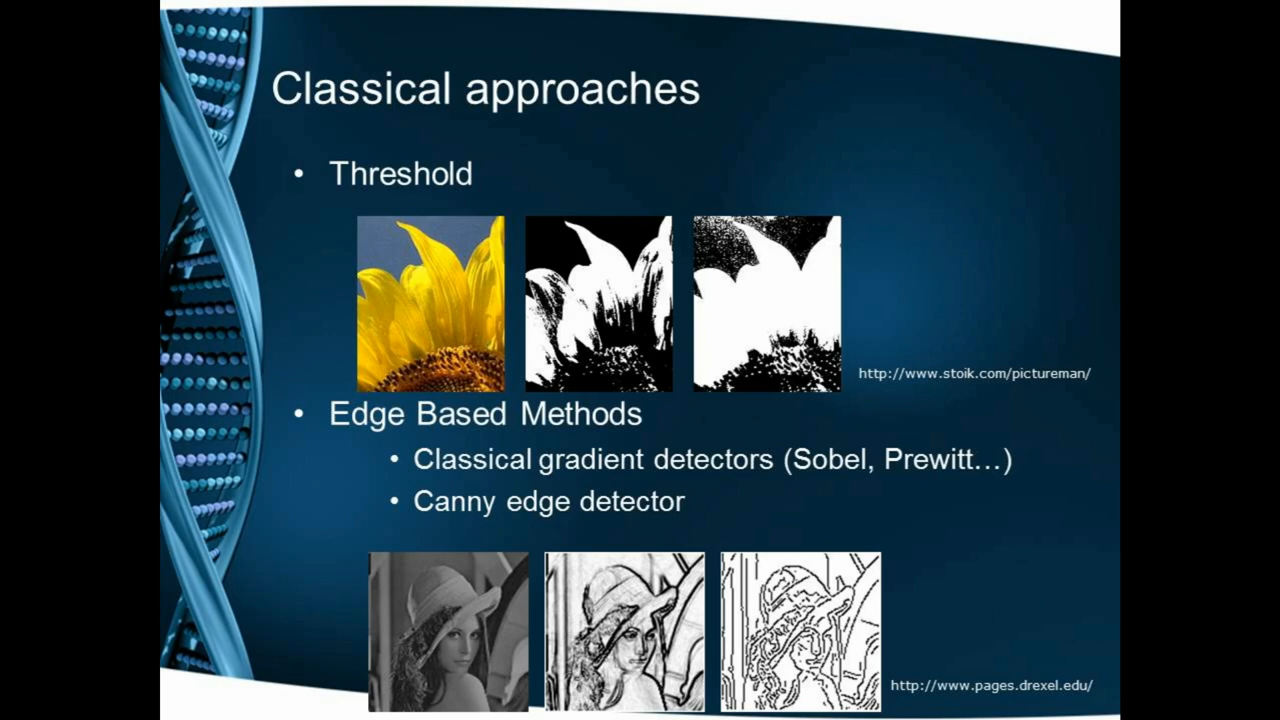 Classical approaches
• Threshold
http://www.stoik.com/pictureman/
• Edge Based Methods
• Classical gradient detectors (Sobel, Prewitt…)
• Canny edge detector
http://www.pages.drexel.edu/